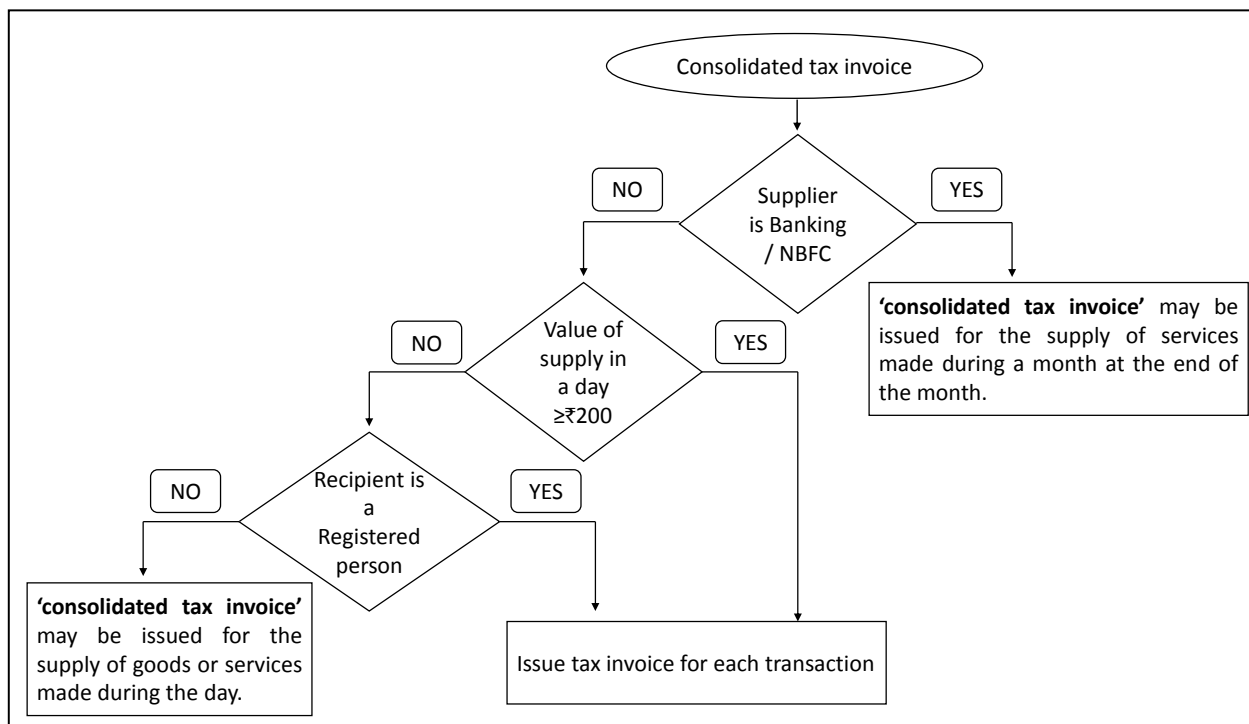 Consolidated tax invoice
NO
YES
Supplier
is Banking
/ NBFC
‘consolidated tax invoice’ may be
issued for the supply of services
made during a month at the end of
the month.
NO
YES
Value of
supply in
a day
≥₹200
NO
YES
Recipient is
a
Registered
person
‘consolidated tax invoice’
may be issued for the
supply of goods or services
made during the day.
Issue tax invoice for each transaction